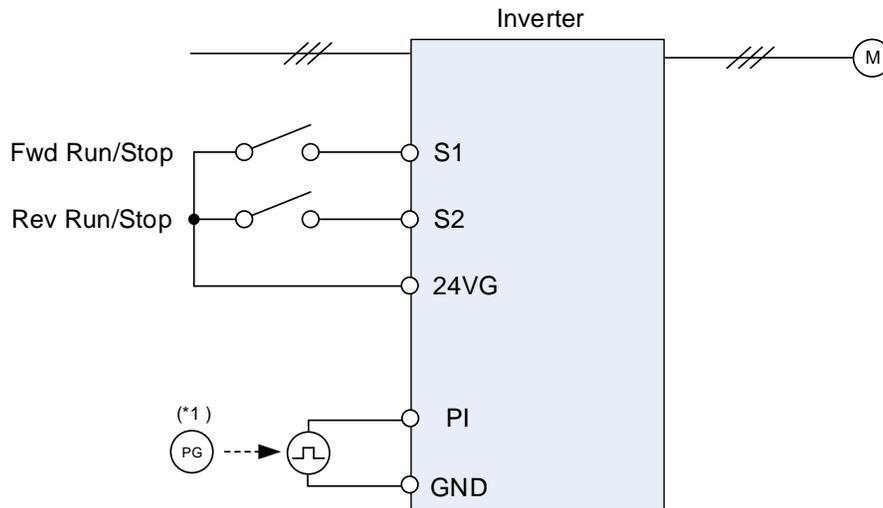 Inverter
M
Fwd Run/Stop
S1
Rev Run/Stop
S2
24VG
(*1 )
PI
PG
GND